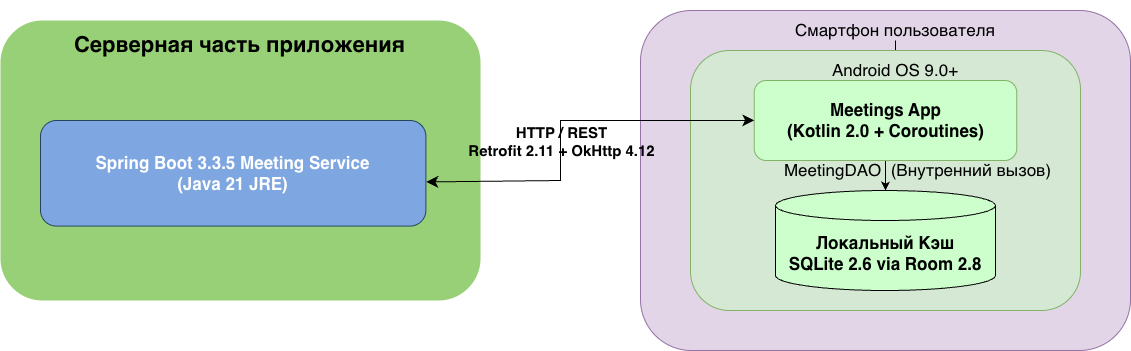 Серверная часть приложения
Spring Boot 3.3.5 Meeting Service
(Java 21 JRE)
HTTP / REST
Retrofit 2.11 + OkHttp 4.12
Смартфон пользователя
Android OS 9.0+
Meetings App
(Kotlin 2.0 + Coroutines)
MeetingDAO (Внутренний вызов)
Локальный Кэш
SQLite 2.6 via Room 2.8